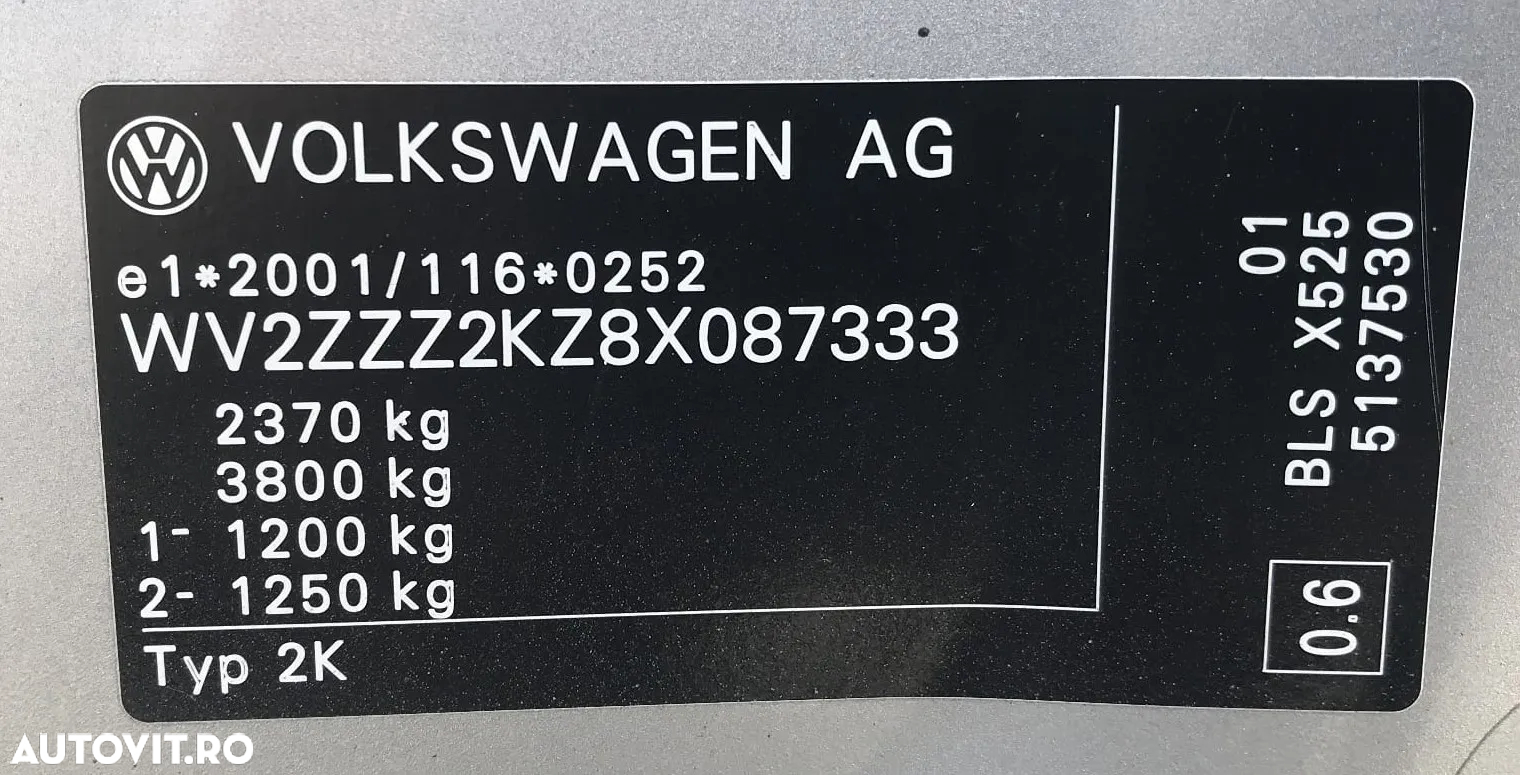 VOLKSWAGEN AG
e1*2001/116*0252
WV2ZZZ2KZ8X087333
2370 kg
3800 kg
1- 1200 kg
2- 1250 kg
Typ 2K
01
BLS X525
5137530
0.6
AUTOVIT.RO